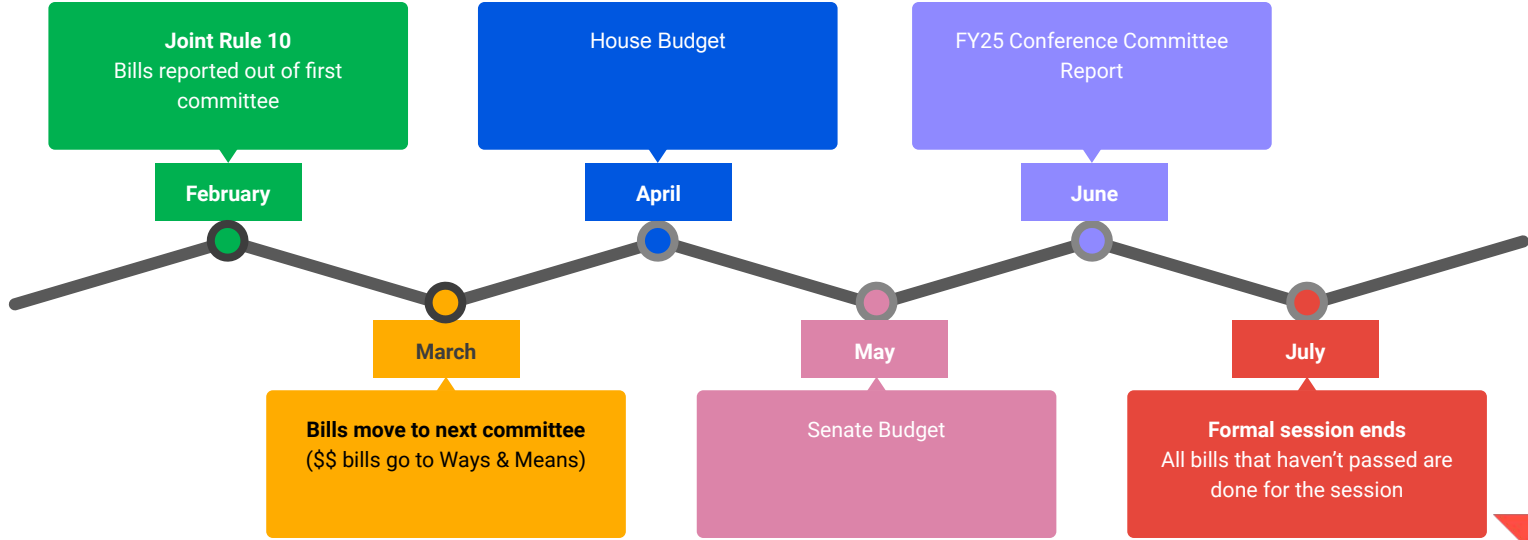 Joint Rule 10
Bills reported out of first
committee
February
Bills move to next committee
($$ bills go to Ways & Means)
March
House Budget
April
Senate Budget
May
FY25 Conference Committee
Report
June
Formal session ends
All bills that haven’t passed are
done for the session
July